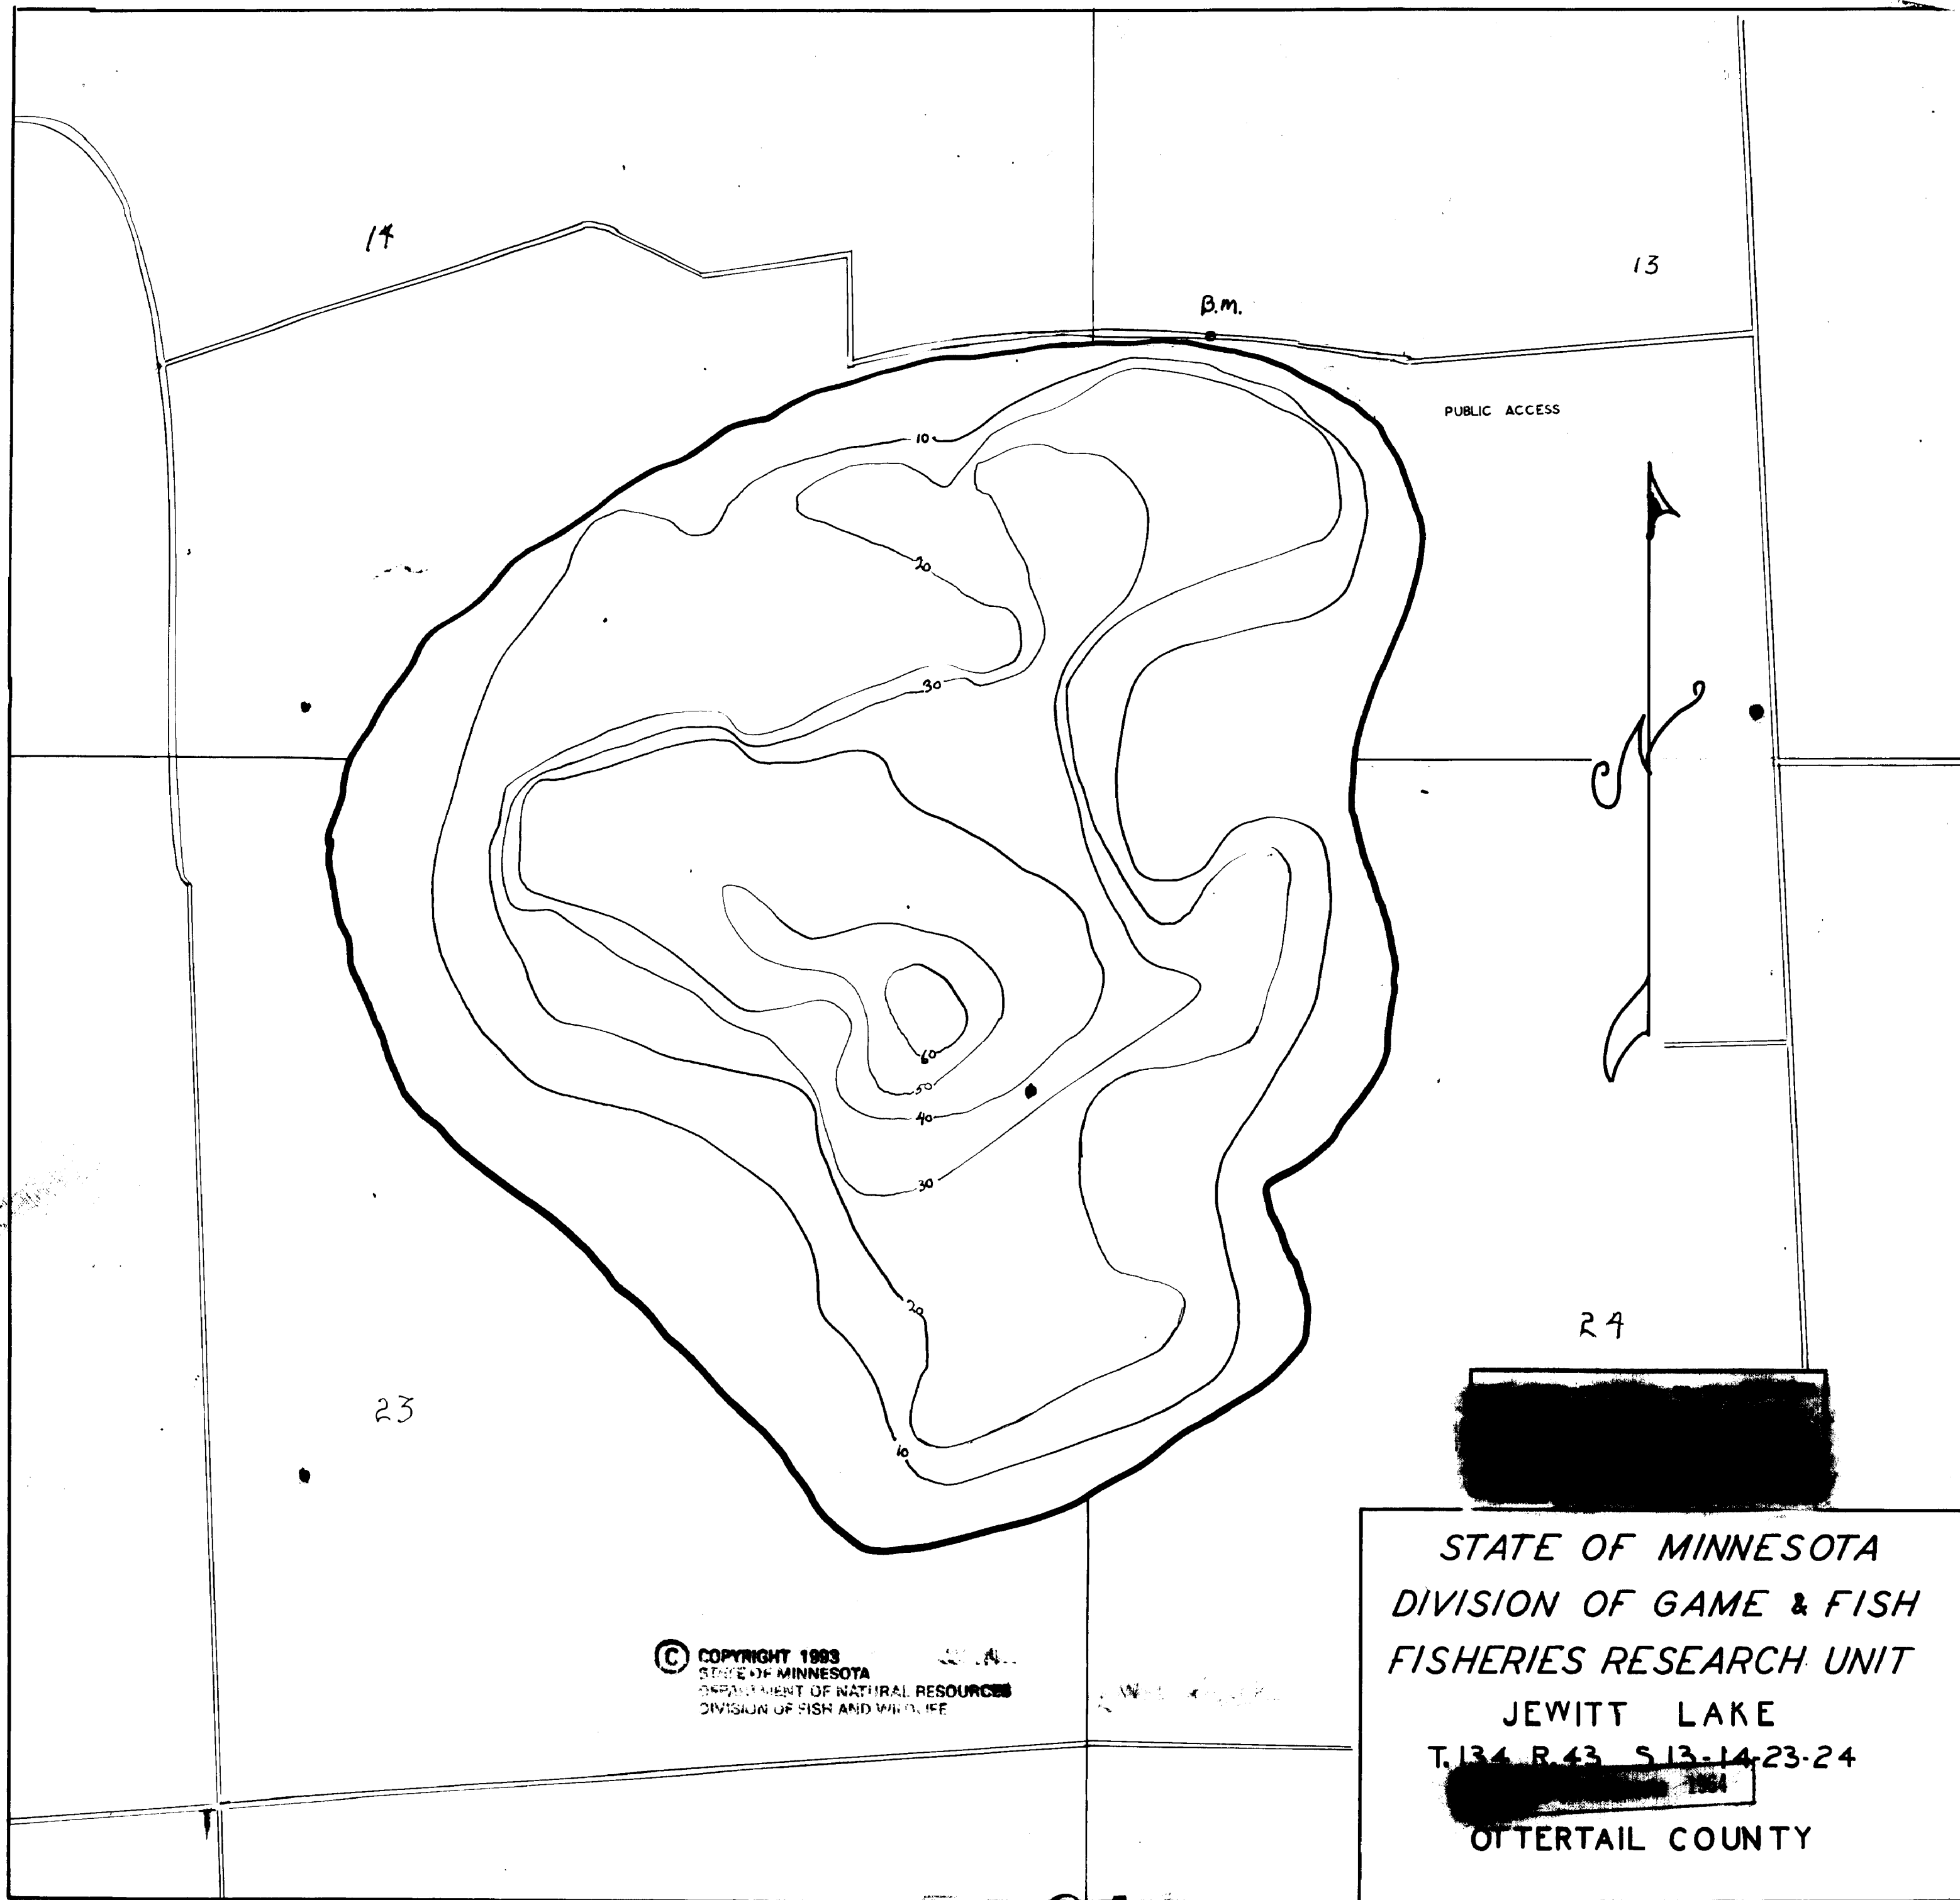 14
13
B.M.
PUBLIC ACCESS
10
20
30
60
50
40
30
20
24
23
10
© COPYRIGHT 1993
STATE OF MINNESOTA
DEPARTMENT OF NATURAL RESOURCES
DIVISION OF FISH AND WILDLIFE
N
STATE OF MINNESOTA
DIVISION OF GAME & FISH
FISHERIES RESEARCH UNIT
JEWITT LAKE
T.134 R.43 S 13-14-23-24
OTTERTAIL COUNTY